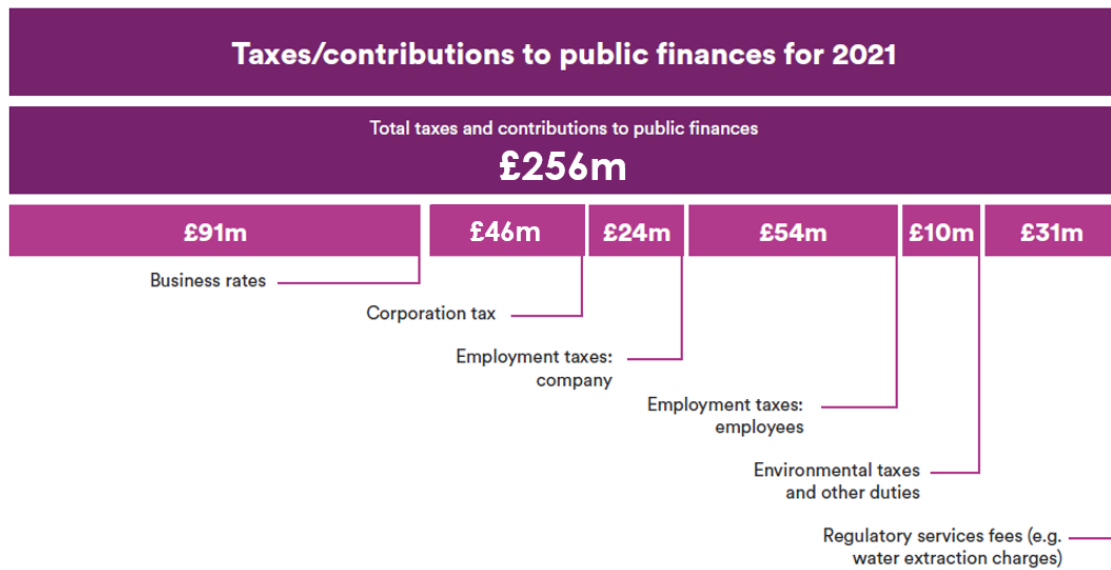 Taxes/contributions to public finances for 2021
Total taxes and contributions to public finances
£256m
£91m
£46m
£24m
£54m
£10m
£31m
Business rates
Corporation tax
Employment taxes:
company
Employment taxes:
employees
Environmental taxes
and other duties
Regulatory services fees (e.g.
water extraction charges)